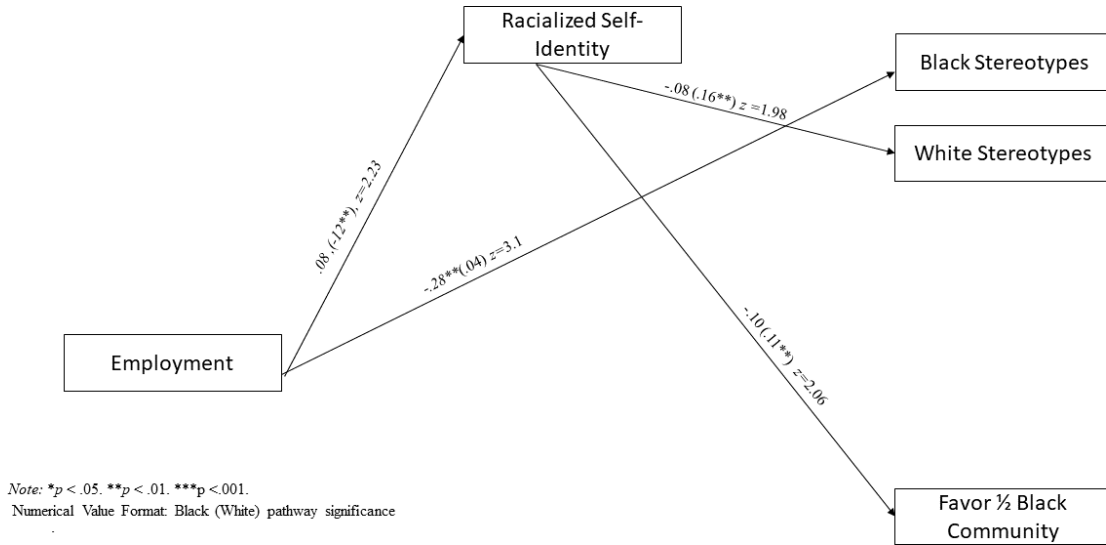 Racialized Self-
Identity
Black Stereotypes
-.08 (.16**) z =1.98
White Stereotypes
.08 ,(-12**), z=2.23
-.28**(.04) z=3.1
-.10 (.11**) z=2.06
Employment
Note: *p < .05. **p < .01. ***p <.001.
Numerical Value Format: Black (White) pathway significance
.
Favor ½ Black
Community